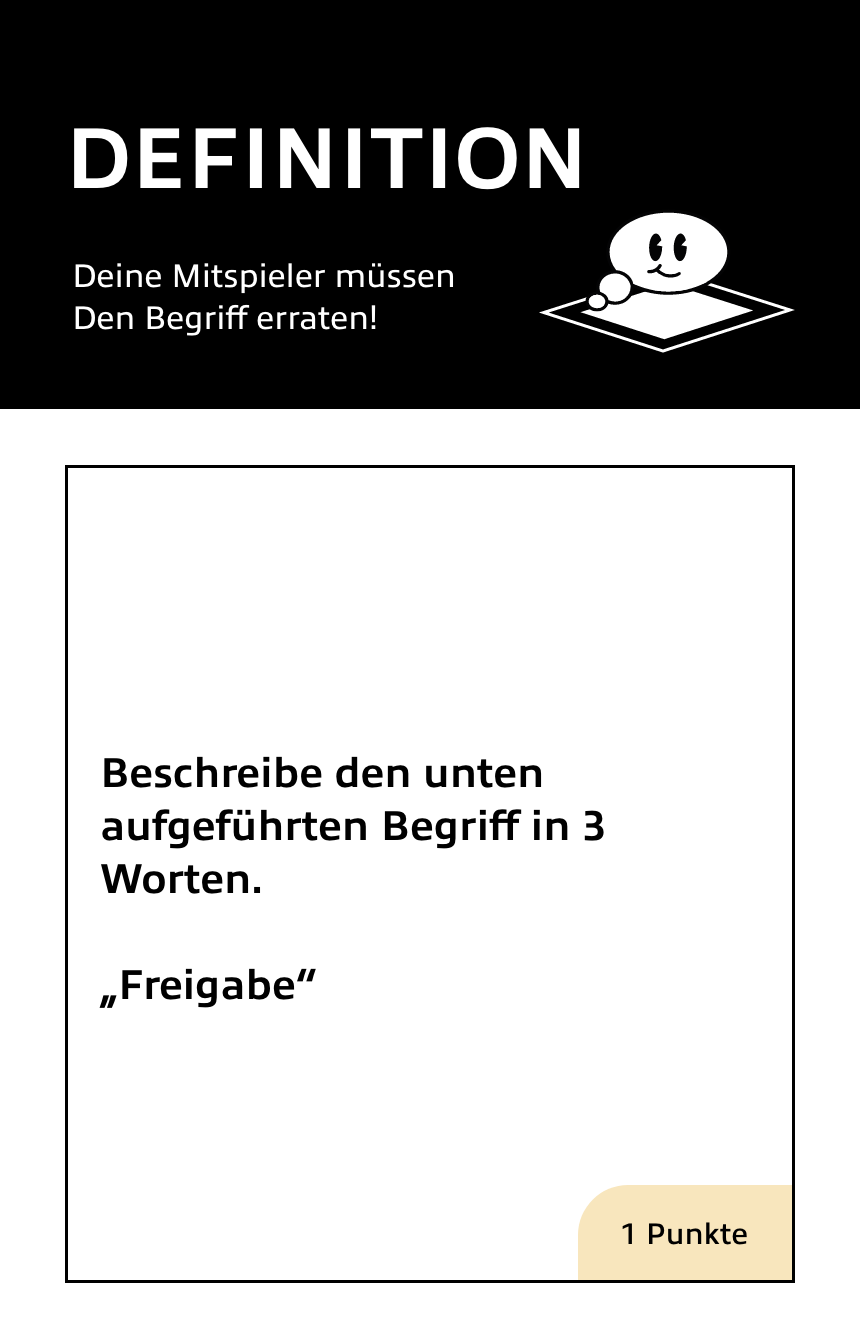 DEFINITION
Deine Mitspieler müssen
Den Begriff erraten!
Beschreibe den unten
aufgeführten Begriff in 3
Worten.
„Freigabe“
1 Punkte